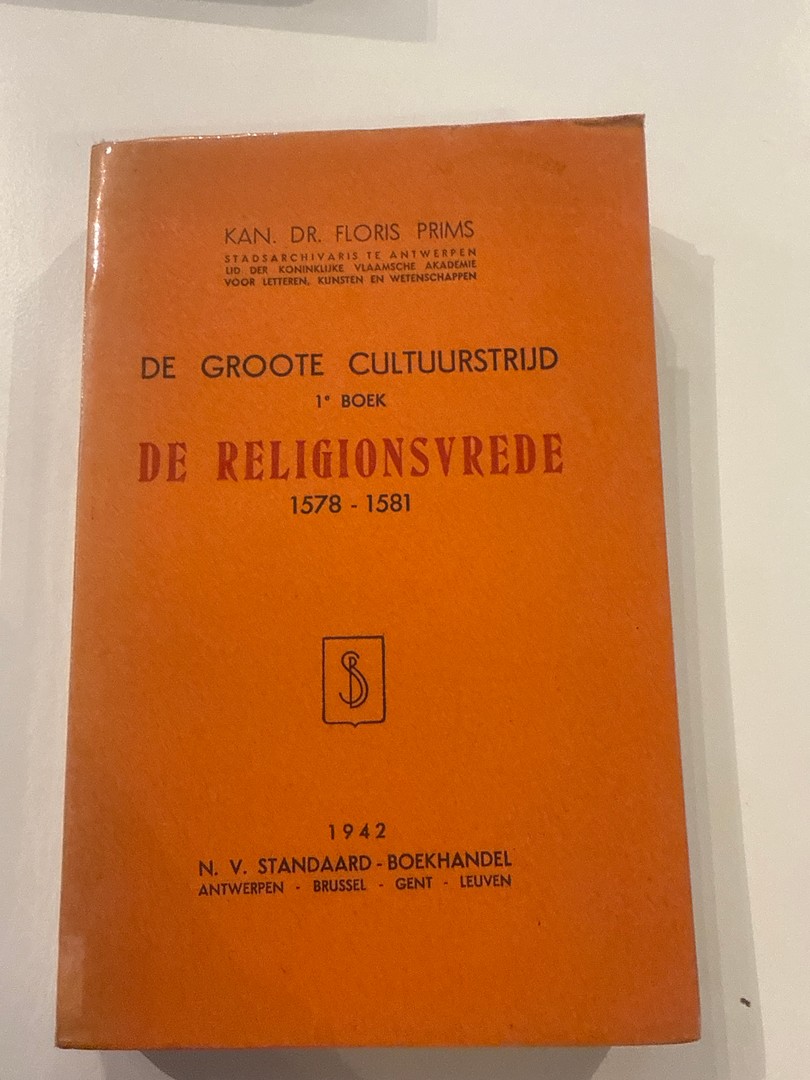 KAN. DR. FLORIS PRIMS
STADSARCHIVARIS TE ANTWERPEN
LID DER KONINKLIJKE VLAAMSCHE AKADEMIE
VOOR LETTEREN, KUNSTEN EN WETENSCHAPPEN
DE GROOTE CULTUURSTRIJD
1e BOEK
DE RELIGIONSVREDE
1578 - 1581
SB
1942
N. V. STANDAARD - BOEKHANDEL
ANTWERPEN - BRUSSEL - GENT - LEUVEN